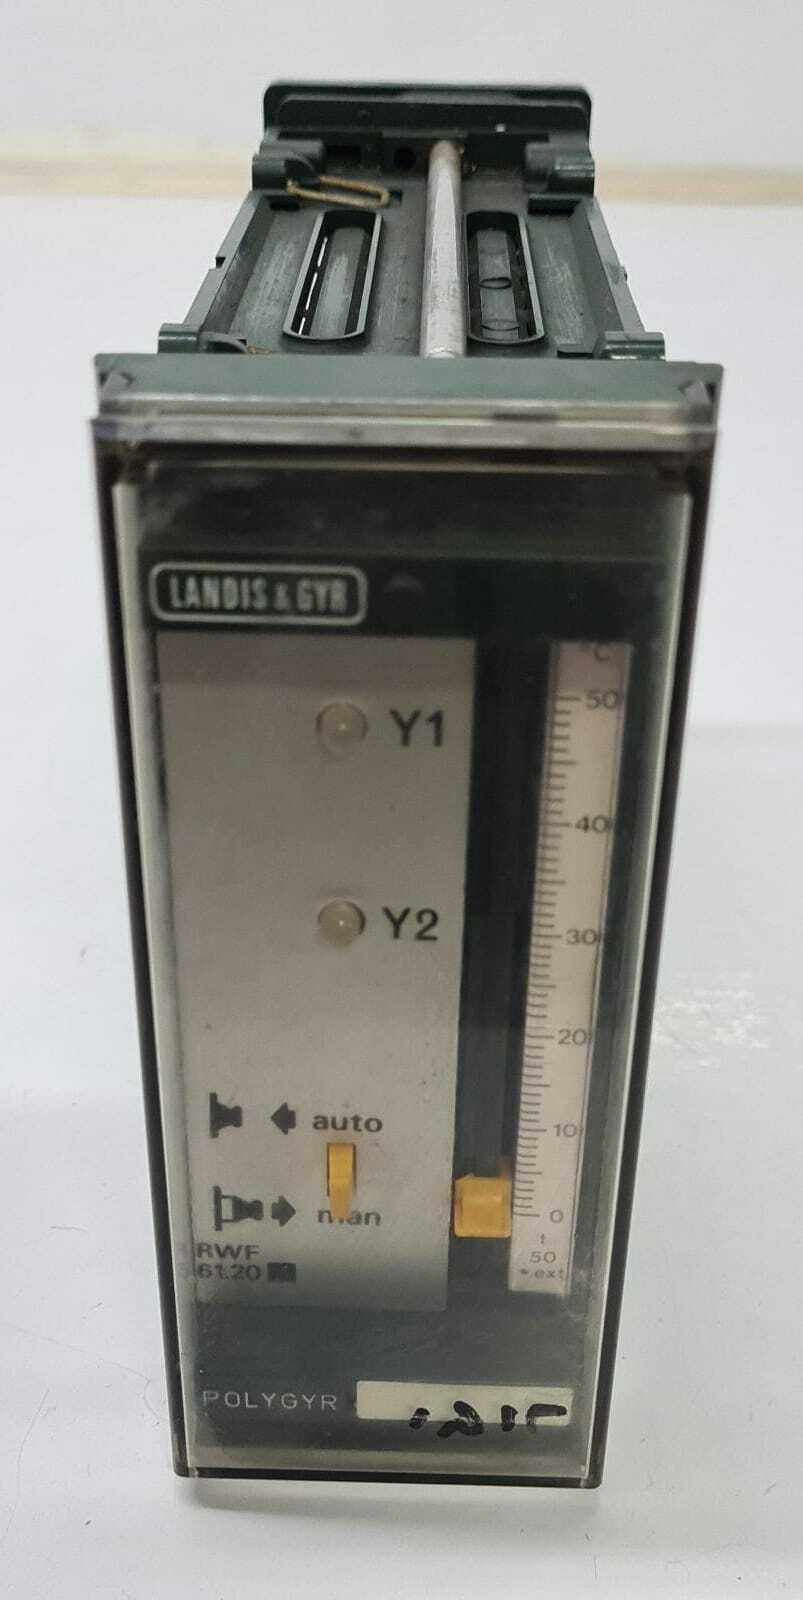 LANDIS & GYR
Y1
Y2
auto
man
RWF
61.20
POLYGYR
°C
50
40
30
20
10
0
t
50
• ext